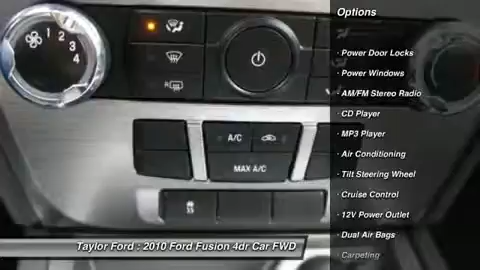 Options
· Power Door Locks
· Power Windows
· AM/FM Stereo Radio
· CD Player
· MP3 Player
· Air Conditioning
· Tilt Steering Wheel
· Cruise Control
· 12V Power Outlet
· Dual Air Bags
· Carpeting
1
2
3
4
R
A/C
MAX A/C
Taylor Ford : 2010 Ford Fusion 4dr Car FWD